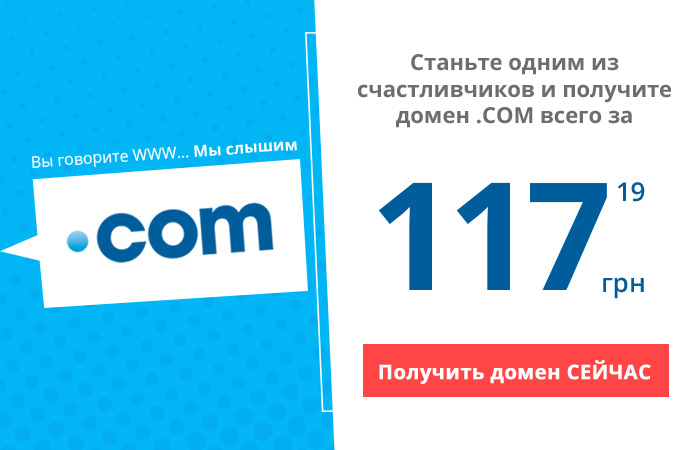 Вы говорите WWW... Мы слышим
.com
Станьте одним из
счастливчиков и получите
домен .COM всего за
117 19
грн
Получить домен СЕЙЧАС